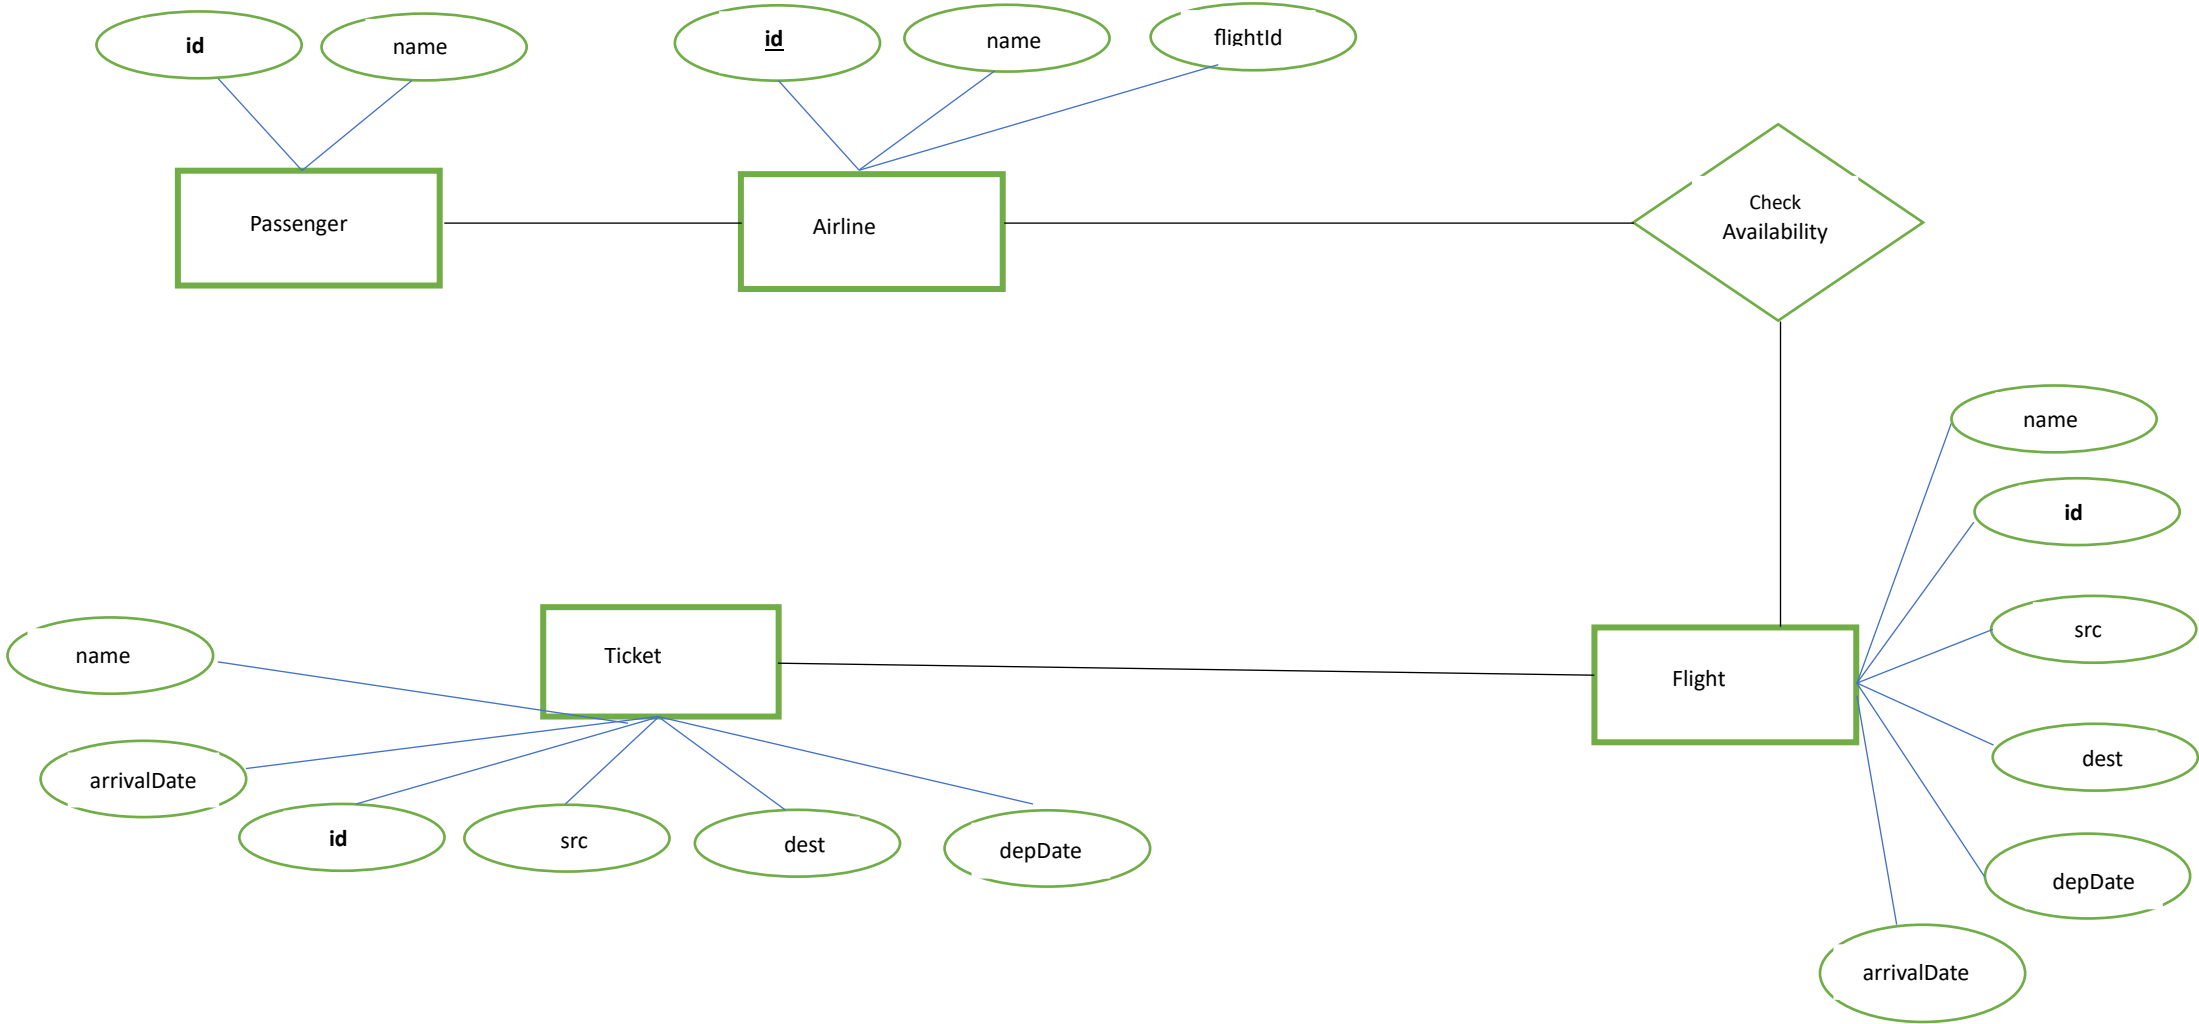 id
name
id
name
flightId
Passenger
Airline
Check
Availability
name
id
src
dest
depDate
arrivalDate
Flight
Ticket
name
arrivalDate
id
src
dest
depDate